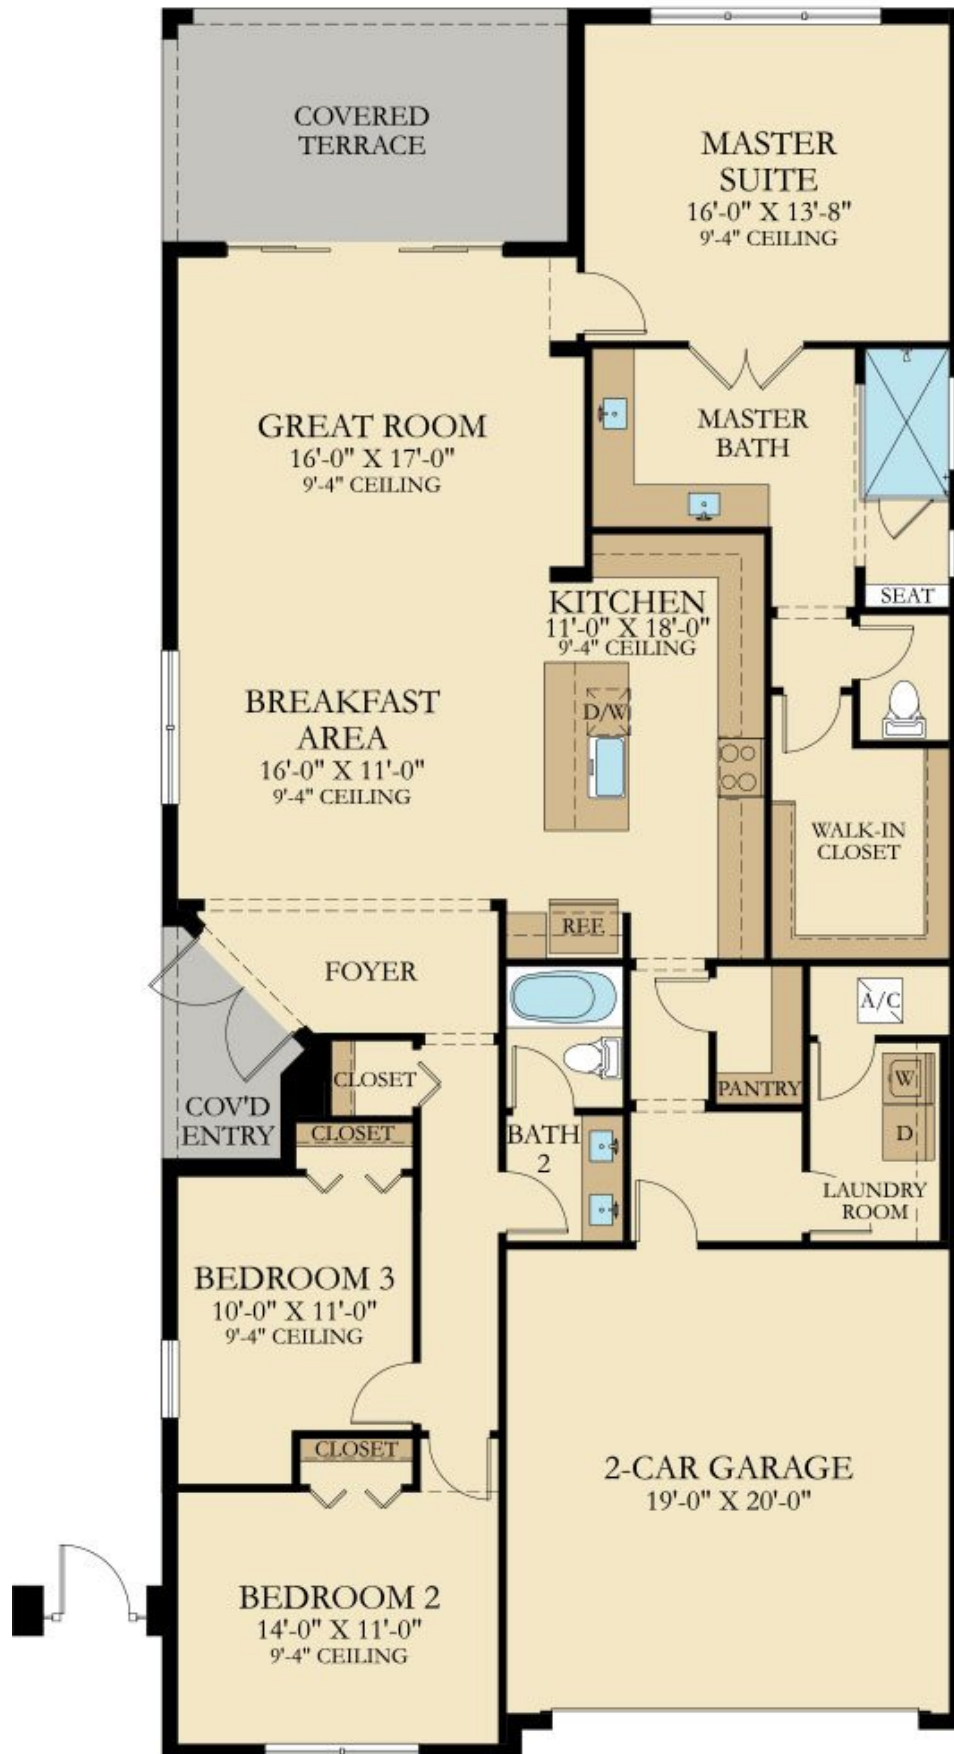 COVERED
TERRACE
MASTER
SUITE
16'-0" X 13'-8"
9'-4" CEILING
GREAT ROOM
16'-0" X 17'-0"
9'-4" CEILING
MASTER
BATH
SEAT
KITCHEN
11'-0" X 18'-0"
9'-4" CEILING
D/W
BREAKFAST
AREA
16'-0" X 11'-0"
9'-4" CEILING
WALK-IN
CLOSET
REF.
FOYER
A/C
CLOSET
PANTRY
W
D
COV'D
ENTRY
CLOSET
BATH
2
LAUNDRY
ROOM
BEDROOM 3
10'-0" X 11'-0"
9'-4" CEILING
CLOSET
2-CAR GARAGE
19'-0" X 20'-0"
BEDROOM 2
14'-0" X 11'-0"
9'-4" CEILING